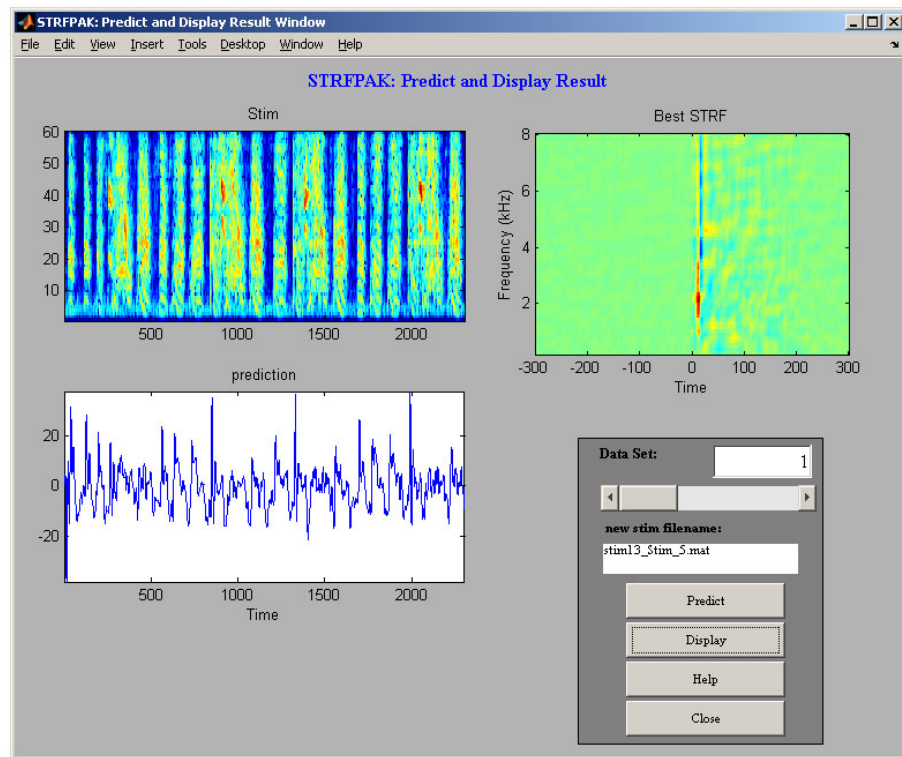 STRFPAK: Predict and Display Result Window
File Edit View Insert Tools Desktop Window Help
STRFPAK: Predict and Display Result
Stim
60
50
40
30
20
10
500 1000 1500 2000
Best STRF
Frequency (kHz)
8
6
4
2
-300 -200 -100 0 100 200 300
Time
prediction
20
0
-20
500 1000 1500 2000
Time
Data Set:
1
new stim filename:
stim13_Stim_5.mat
Predict
Display
Help
Close